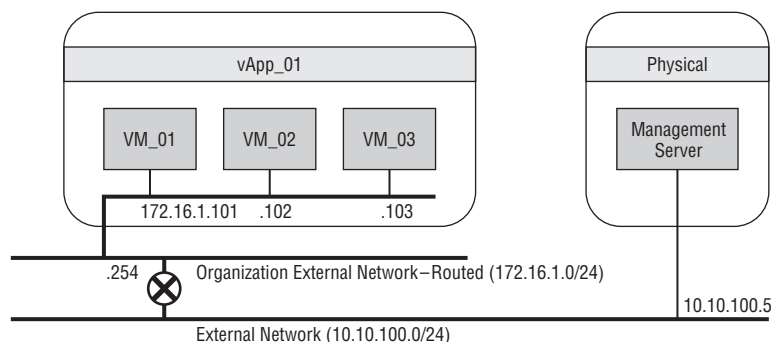 vApp_01
Physical
VM_01
VM_02
VM_03
Management
Server
172.16.1.101
.102
.103
.254
Organization External Network–Routed (172.16.1.0/24)
10.10.100.5
External Network (10.10.100.0/24)